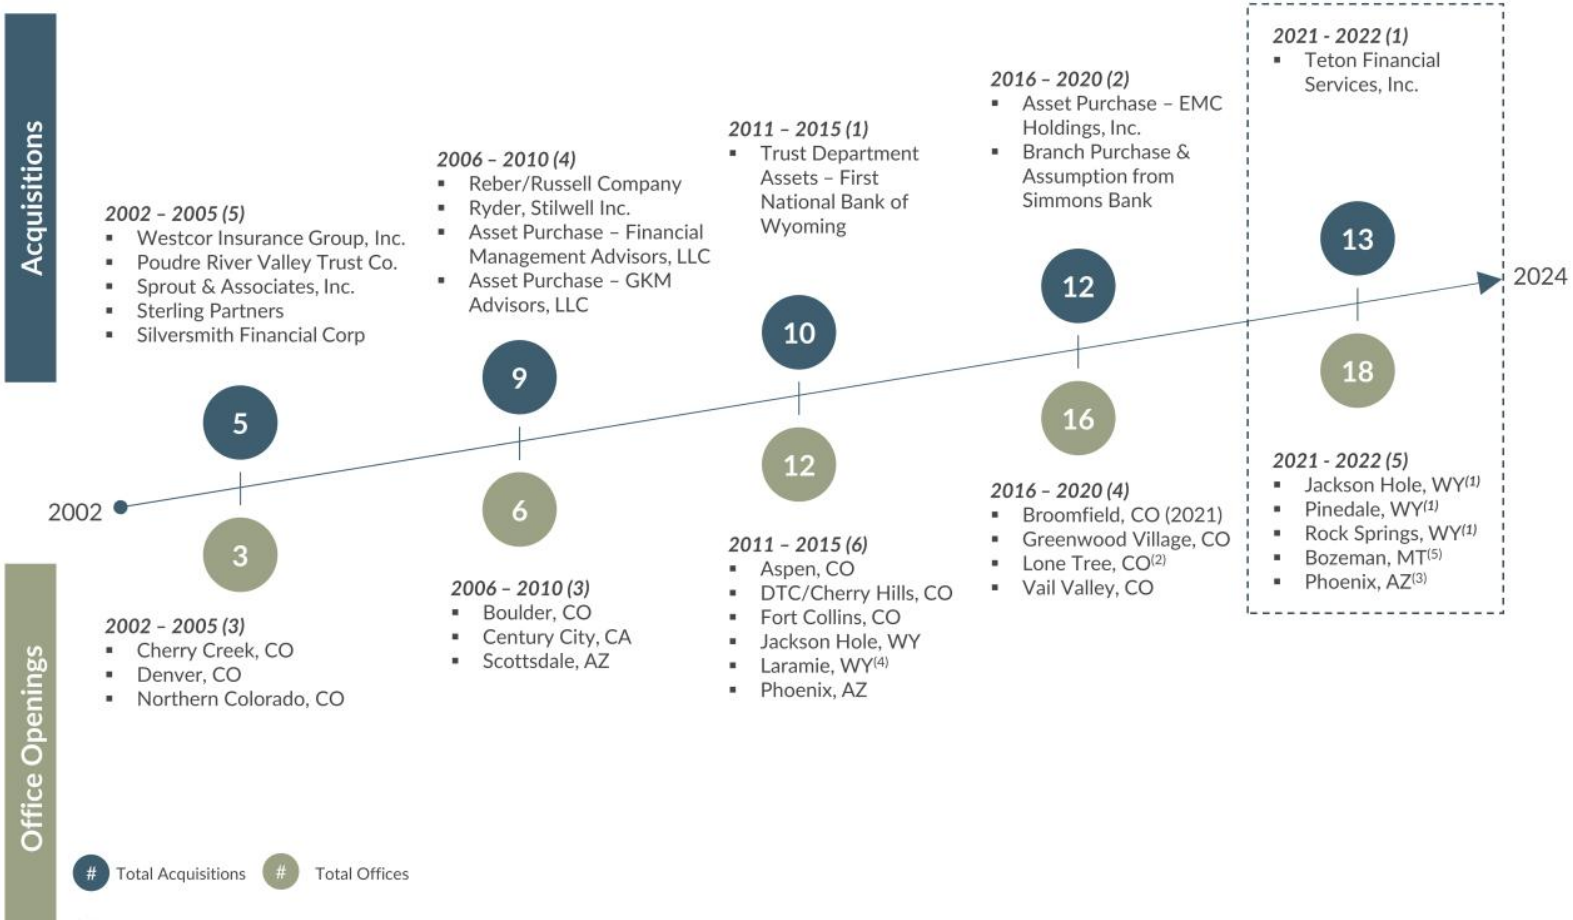 Acquisitions
2002 – 2005 (5)
▪ Westcor Insurance Group, Inc.
▪ Poudre River Valley Trust Co.
▪ Sprout & Associates, Inc.
▪ Sterling Partners
▪ Silversmith Financial Corp
5
2006 – 2010 (4)
▪ Reber/Russell Company
▪ Ryder, Stilwell Inc.
▪ Asset Purchase – Financial
Management Advisors, LLC
▪ Asset Purchase – GKM
Advisors, LLC
9
2011 – 2015 (1)
▪ Trust Department
Assets – First
National Bank of
Wyoming
10
2016 – 2020 (2)
▪ Asset Purchase – EMC
Holdings, Inc.
▪ Branch Purchase &
Assumption from
Simmons Bank
12
2021 - 2022 (1)
▪ Teton Financial
Services, Inc.
13
2002
2024
Office Openings
3
2002 – 2005 (3)
▪ Cherry Creek, CO
▪ Denver, CO
▪ Northern Colorado, CO
6
2006 – 2010 (3)
▪ Boulder, CO
▪ Century City, CA
▪ Scottsdale, AZ
12
2011 – 2015 (6)
▪ Aspen, CO
▪ DTC/Cherry Hills, CO
▪ Fort Collins, CO
▪ Jackson Hole, WY
▪ Laramie, WY(4)
▪ Phoenix, AZ
16
2016 – 2020 (4)
▪ Broomfield, CO (2021)
▪ Greenwood Village, CO
▪ Lone Tree, CO(2)
▪ Vail Valley, CO
18
2021 - 2022 (5)
▪ Jackson Hole, WY(1)
▪ Pinedale, WY(1)
▪ Rock Springs, WY(1)
▪ Bozeman, MT(5)
▪ Phoenix, AZ(3)
# Total Acquisitions # Total Offices